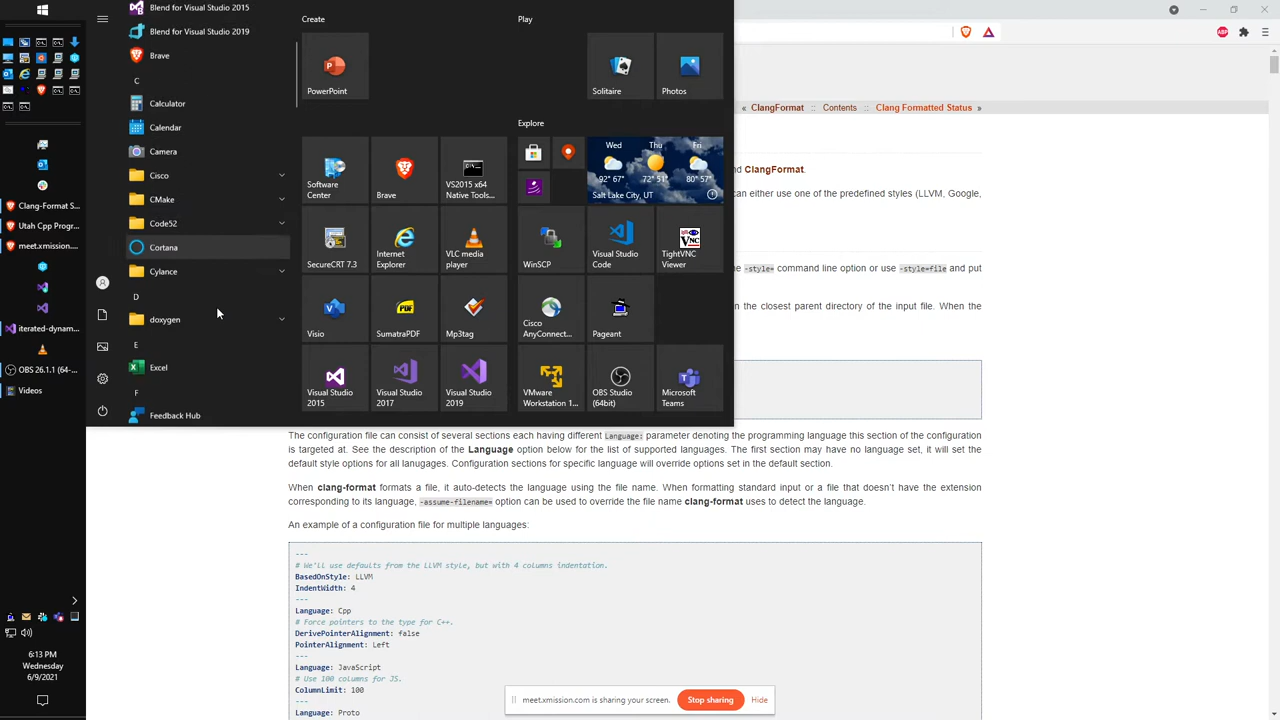 Clang-Format S...
Utah Cpp Progr...
meet.xmission....
iterated-dynam...
OBS 26.1.1 (64-...
Videos
6:13 PM
Wednesday
6/9/2021
Blend for Visual Studio 2015
Blend for Visual Studio 2019
Brave
C
Calculator
Calendar
Camera
Cisco
CMake
Code52
Cortana
Cylance
D
doxygen
E
Excel
F
Feedback Hub
Create
PowerPoint
Software Center
Brave
VS2015 x64 Native Tools...
SecureCRT 7.3
Internet Explorer
VLC media player
Visio
SumatraPDF
Mp3tag
Visual Studio 2015
Visual Studio 2017
Visual Studio 2019
Play
Solitaire
Photos
Explore
Wed Thu Fri
92° 67° 72° 51° 80° 57°
Salt Lake City, UT
WinSCP
Visual Studio Code
TightVNC Viewer
Cisco AnyConnect...
Pageant
VMware Workstation 1...
OBS Studio (64bit)
Microsoft Teams
ABP
« ClangFormat :: Contents :: Clang Formatted Status »
nd ClangFormat.
can either use one of the predefined styles (LLVM, Google,
he -style= command line option or use -style=file and put
n the closest parent directory of the input file. When the
The configuration file can consist of several sections each having different Language: parameter denoting the programming language this section of the configuration
is targeted at. See the description of the Language option below for the list of supported languages. The first section may have no language set, it will set the
default style options for all lanugages. Configuration sections for specific language will override options set in the default section.
When clang-format formats a file, it auto-detects the language using the file name. When formatting standard input or a file that doesn't have the extension
corresponding to its language, -assume-filename= option can be used to override the file name clang-format uses to detect the language.
An example of a configuration file for multiple languages:
---
# We'll use defaults from the LLVM style, but with 4 columns indentation.
BasedOnStyle: LLVM
IndentWidth: 4
---
Language: Cpp
# Force pointers to the type for C++.
DerivePointerAlignment: false
PointerAlignment: Left
---
Language: JavaScript
# Use 100 columns for JS.
ColumnLimit: 100
---
Language: Proto
meet.xmission.com is sharing your screen.
Stop sharing
Hide